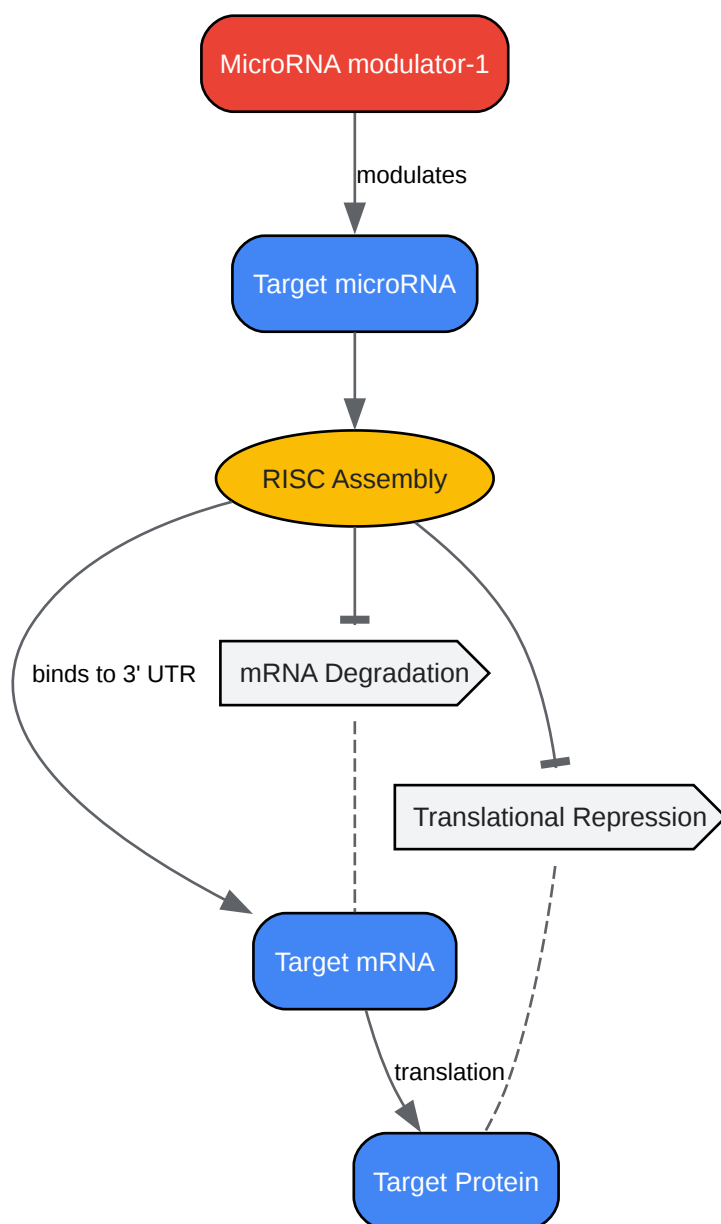 MicroRNA modulator-1
modulates
Target microRNA
RISC Assembly
binds to 3' UTR
mRNA Degradation
Translational Repression
Target mRNA
translation
Target Protein